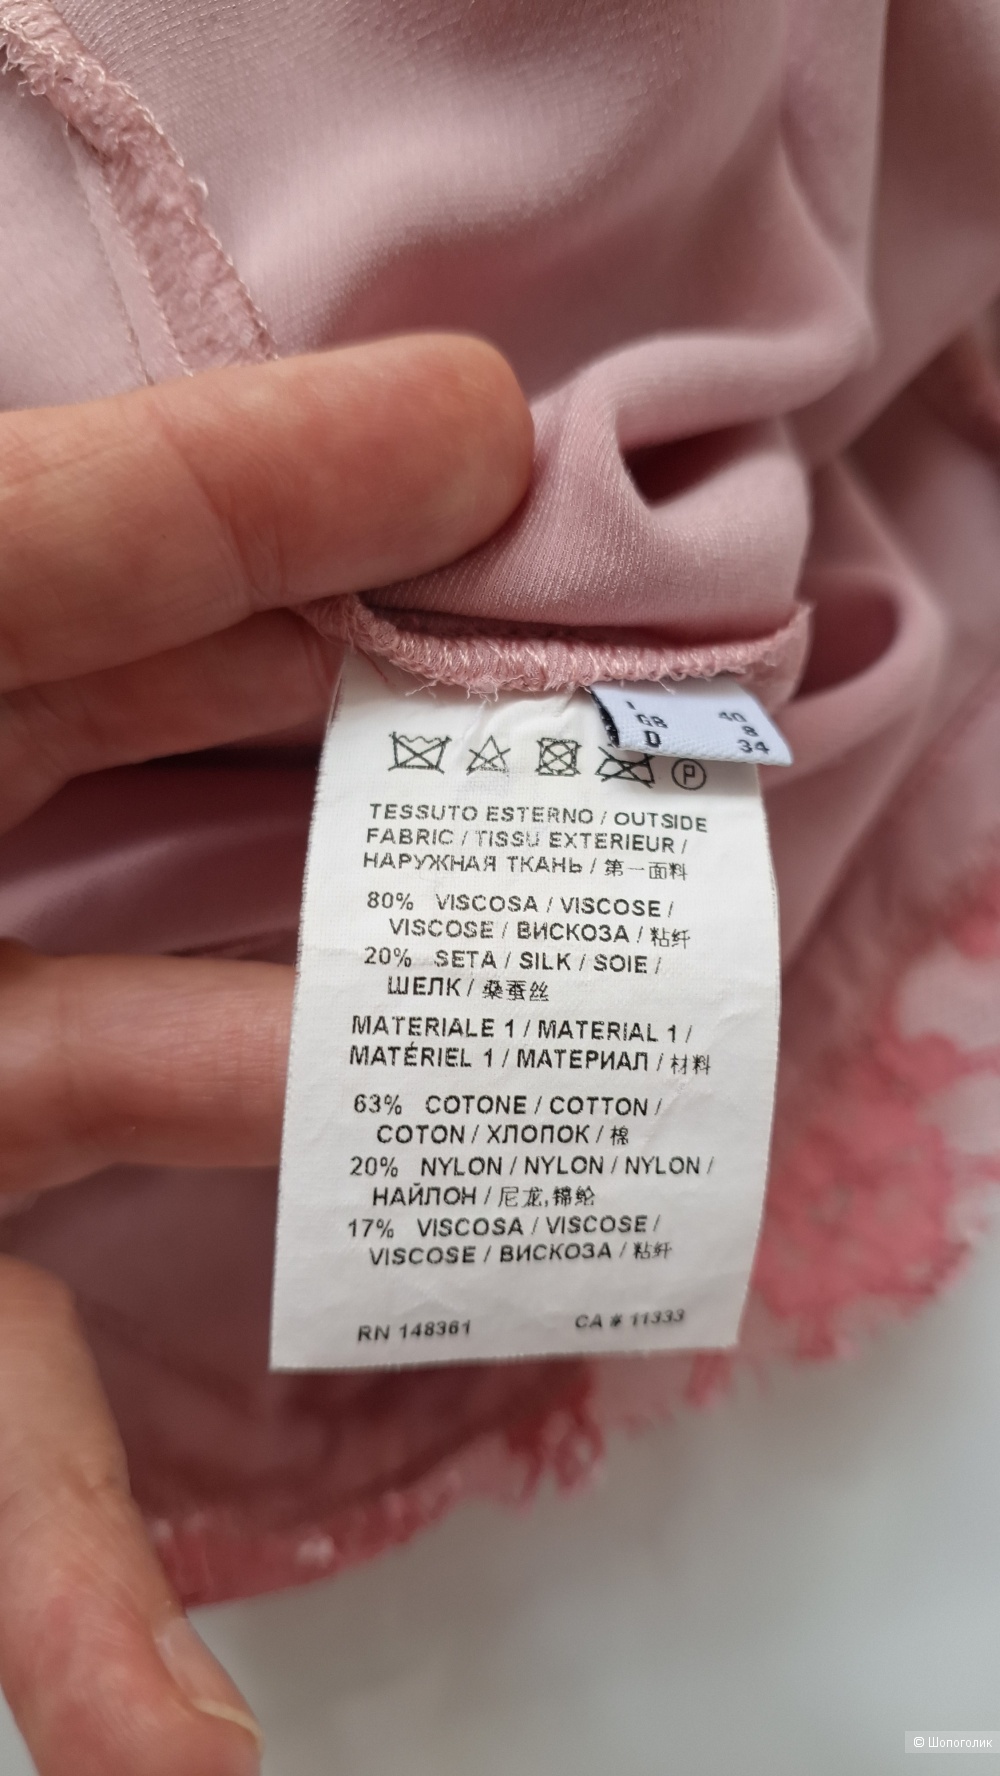 I 40
GB 8
D 34
P
TESSUTO ESTERNO / OUTSIDE
FABRIC / TISSU EXTERIEUR /
НАРУЖНАЯ ТКАНЬ / 第一面料
80% VISCOSA / VISCOSE /
VISCOSE / ВИСКОЗА / 粘纤
20% SETA / SILK / SOIE /
ШЕЛК / 桑蚕丝
MATERIALE 1 / MATERIAL 1 /
MATÉRIEL 1 / МАТЕРИАЛ / 材料
63% COTONE / COTTON /
COTON / ХЛОПОК / 棉
20% NYLON / NYLON / NYLON /
НАЙЛОН / 尼龙,锦纶
17% VISCOSA / VISCOSE /
VISCOSE / ВИСКОЗА / 粘纤
RN 148361 CA # 11333
© Шопоголик